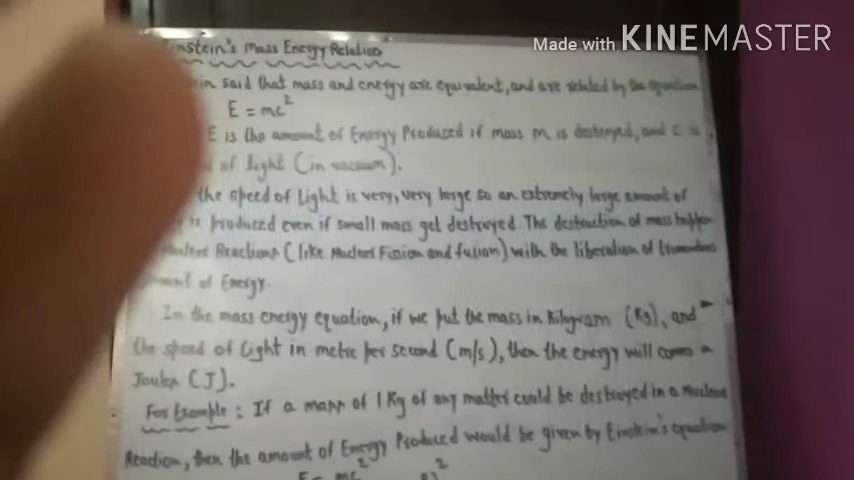 Made with KINEMASTER
Einstein's Mass Energy Relation
said that mass and energy are equivalent, and are related by the equation
E = mc²
E is the amount of Energy Produced if mass m is destroyed, and c is
of light (in vacuum).
the speed of Light is very, very large so an extremely large amount of
is produced even if small mass get destroyed. The destruction of mass happen
Reactions (like Nuclear Fission and fusion) with the liberation of tremendous
amount of Energy.
In the mass energy equation, if we put the mass in Kilogram (Kg), and
the speed of light in metre per second (m/s), then the energy will come in
Joules (J).
For Example : If a mass of 1 Kg of any matter could be destroyed in a Nuclear
Reaction, then the amount of Energy Produced would be given by Einstein's equation
E = mc²